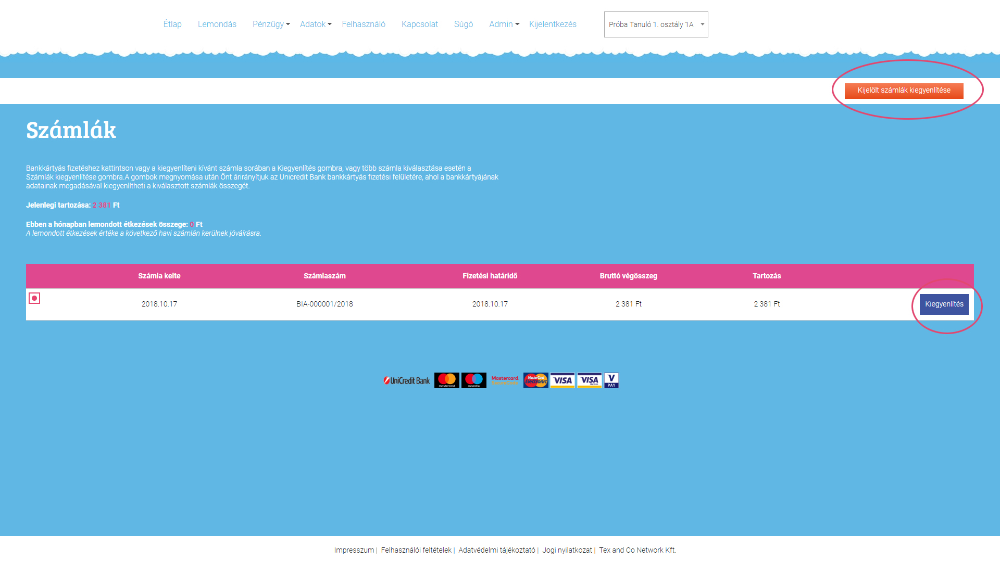 Étlap Lemondás Pénzügy Adatok Felhasználó Kapcsolat Súgó Admin Kijelentkezés Próba Tanuló 1. osztály 1A
Kijelölt számlák kiegyenlítése
Számlák
Bankkártyás fizetéshez kattintson vagy a kiegyenlíteni kívánt számla sorában a Kiegyenlítés gombra, vagy több számla kiválasztása esetén a
Számlák kiegyenlítése gombra.A gombok megnyomása után Önt árirányítjuk az Unicredit Bank bankkártyás fizetési felületére, ahol a bankkártyájának
adatainak megadásával kiegyenlítheti a kiválasztott számlák összegét.
Jelenlegi tartozása: 2 381 Ft
Ebben a hónapban lemondott étkezések összege: 0 Ft
A lemondott étkezések értéke a következő havi számlán kerülnek jóváírásra.
Számla kelte Számlaszám Fizetési határidő Bruttó végösszeg Tartozás
2018.10.17 BIA-000001/2018 2018.10.17 2 381 Ft 2 381 Ft Kiegyenlítés
UniCredit Bank mastercard maestro Mastercard SecureCode MasterCard Electronic VISA VISA Electron V PAY
Impresszum | Felhasználói feltételek | Adatvédelmi tájékoztató | Jogi nyilatkozat | Tex and Co Network Kft.